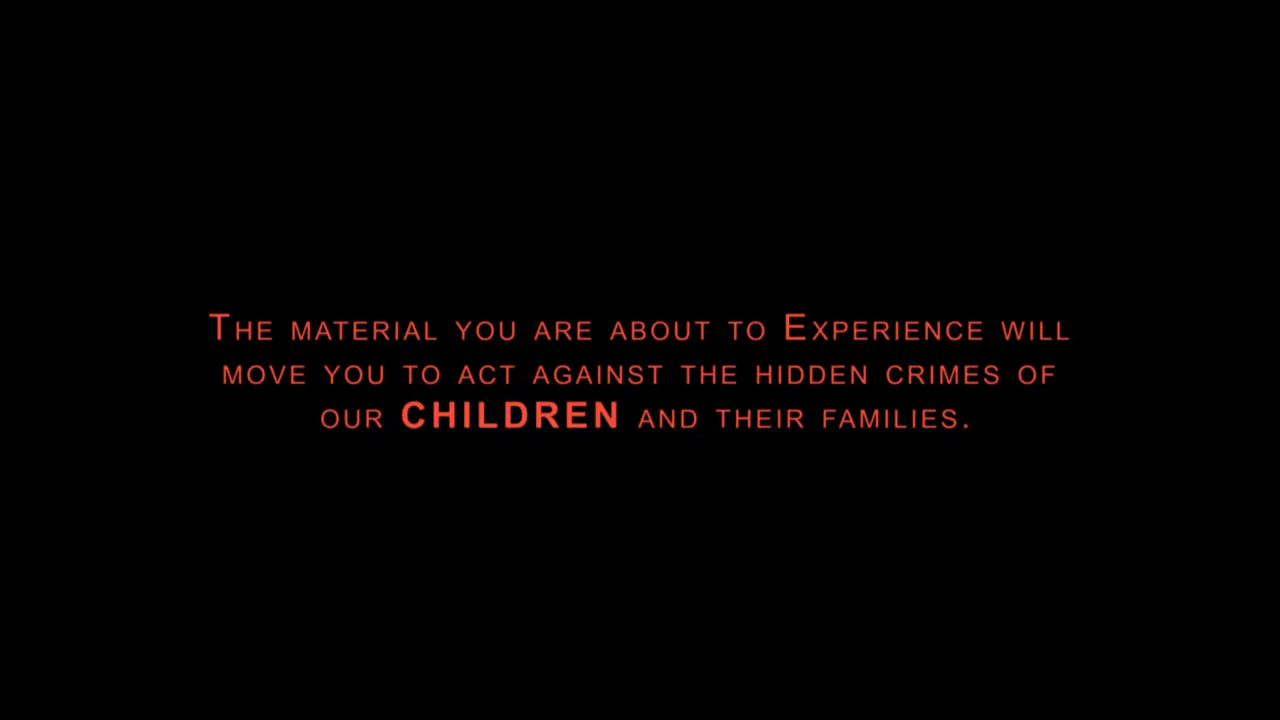 The material you are about to Experience will
move you to act against the hidden crimes of
our CHILDREN and their families.